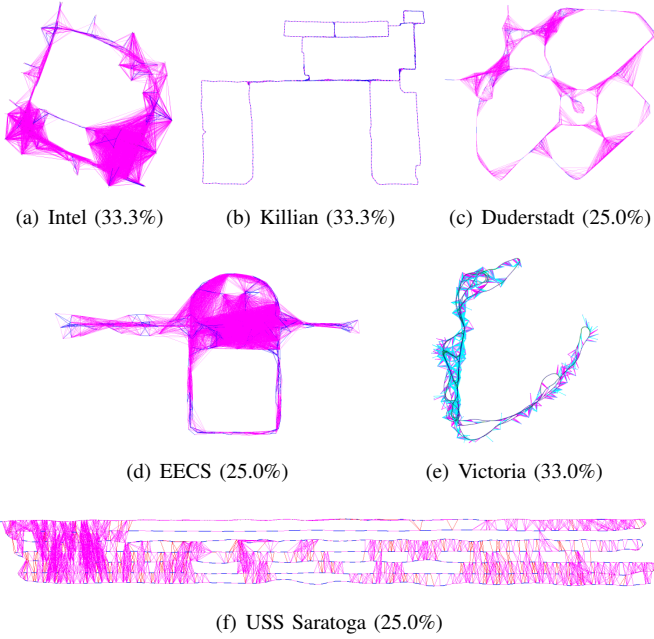 (a) Intel (33.3%)
(b) Killian (33.3%)
(c) Duderstadt (25.0%)
(d) EECS (25.0%)
(e) Victoria (33.0%)
(f) USS Saratoga (25.0%)